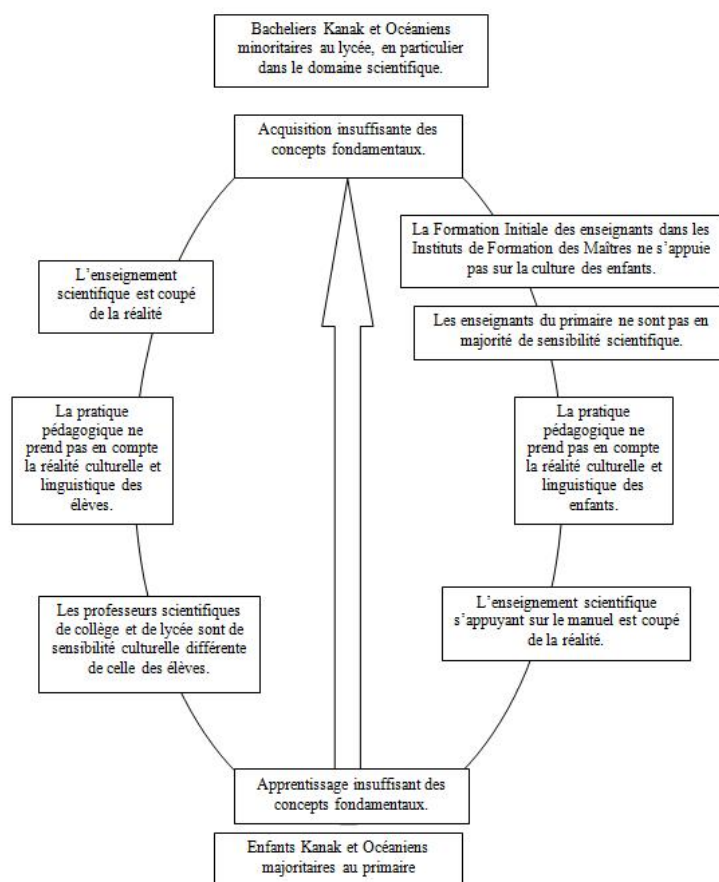 Bacheliers Kanak et Océaniens
minoritaires au lycée, en particulier
dans le domaine scientifique.
Acquisition insuffisante des
concepts fondamentaux.
La Formation Initiale des enseignants dans les
Instituts de Formation des Maîtres ne s’appuie
pas sur la culture des enfants.
L’enseignement
scientifique est coupé
de la réalité
Les enseignants du primaire ne sont pas en
majorité de sensibilité scientifique.
La pratique
pédagogique ne
prend pas en compte
la réalité culturelle et
linguistique des
élèves.
La pratique
pédagogique ne
prend pas en compte
la réalité culturelle et
linguistique des
enfants.
Les professeurs scientifiques
de collège et de lycée sont de
sensibilité culturelle différente
de celle des élèves.
L’enseignement scientifique
s’appuyant sur le manuel est coupé
de la réalité.
Apprentissage insuffisant des
concepts fondamentaux.
Enfants Kanak et Océaniens
majoritaires au primaire